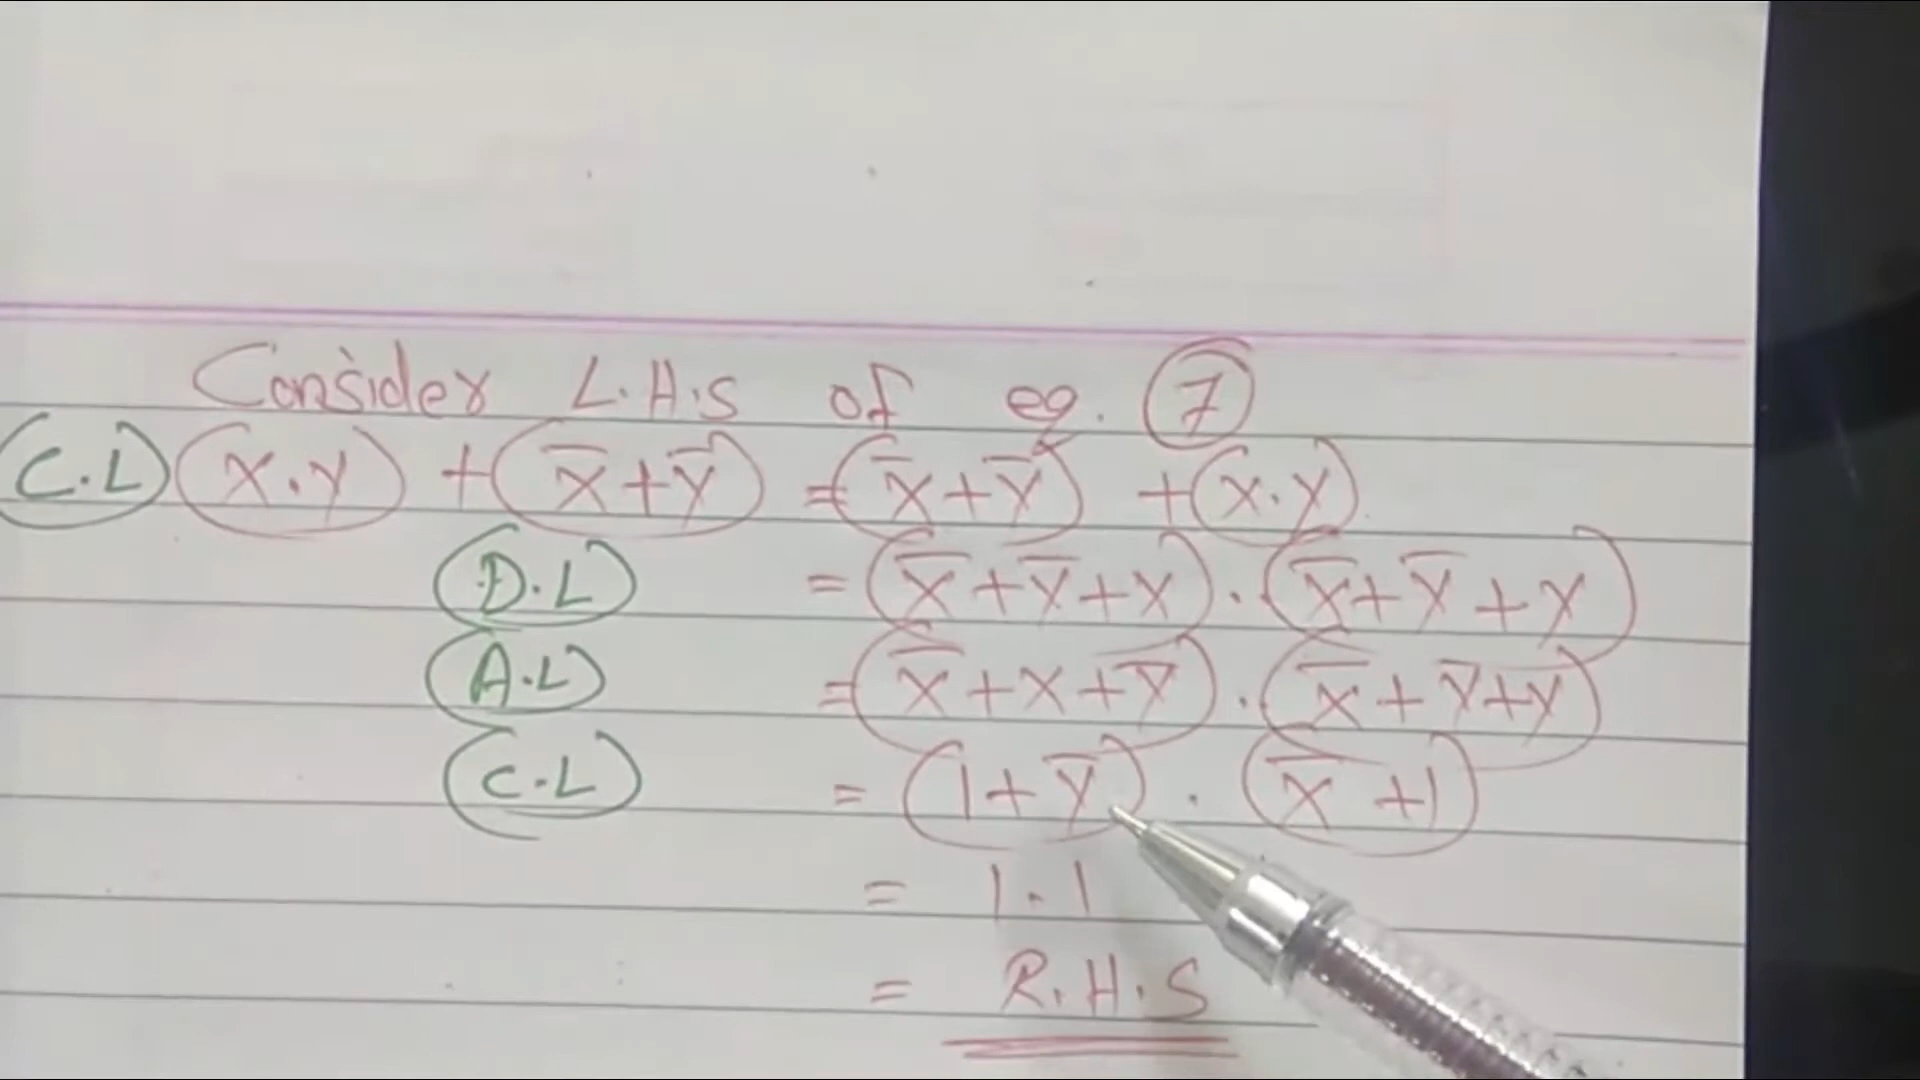 Consider L.H.S of eq. 7
C.L (X.Y) + (X̅+Y̅) = (X̅+Y̅) + (X.Y)
D.L = (X̅+Y̅+X).(X̅+Y̅+Y)
A.L = (X̅+X+Y̅).(X̅+Y̅+Y)
C.L = (1+Y̅).(X̅+1)
= 1.1
= R.H.S